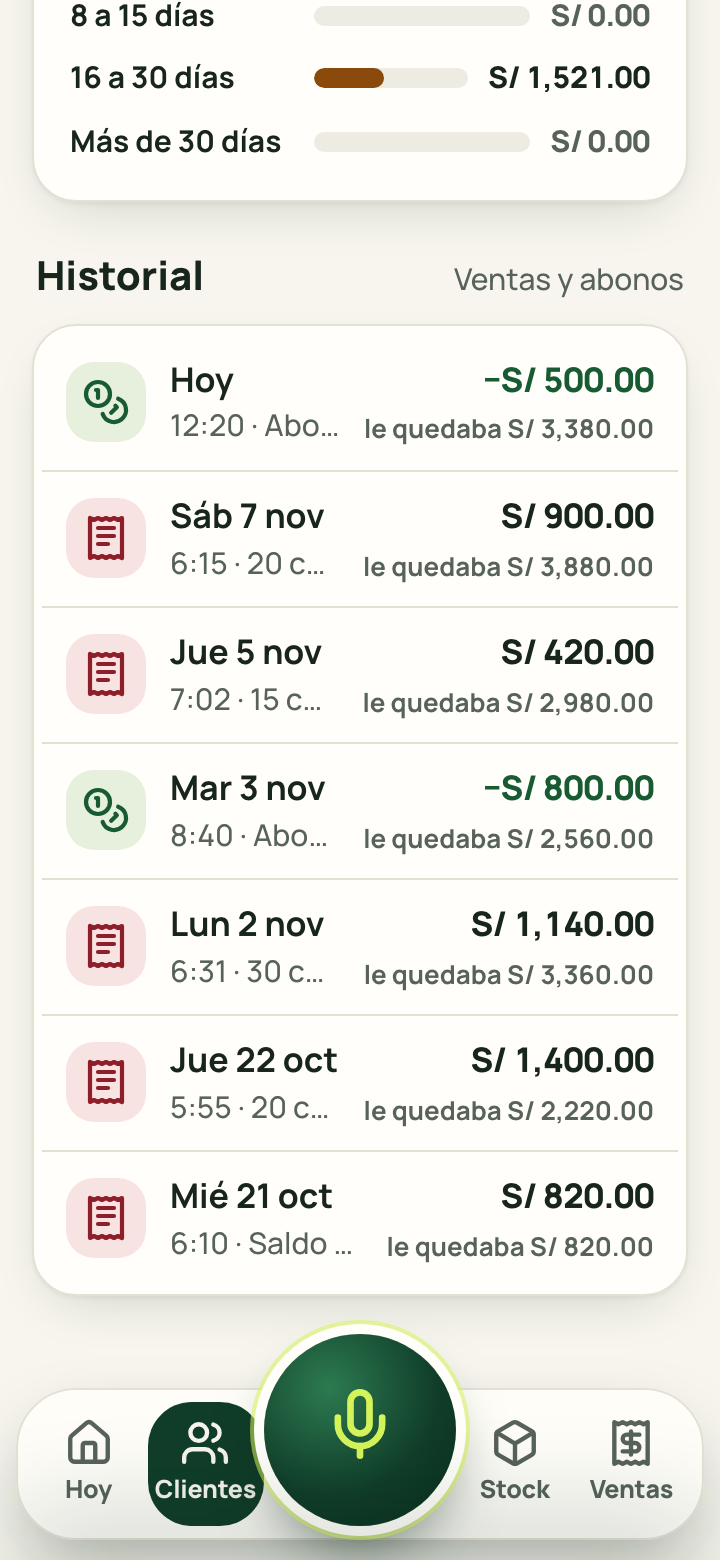 8 a 15 días S/ 0.00
16 a 30 días S/ 1,521.00
Más de 30 días S/ 0.00
Historial Ventas y abonos
Hoy −S/ 500.00
12:20 · Abo… le quedaba S/ 3,380.00
Sáb 7 nov S/ 900.00
6:15 · 20 c… le quedaba S/ 3,880.00
Jue 5 nov S/ 420.00
7:02 · 15 c… le quedaba S/ 2,980.00
Mar 3 nov −S/ 800.00
8:40 · Abo… le quedaba S/ 2,560.00
Lun 2 nov S/ 1,140.00
6:31 · 30 c… le quedaba S/ 3,360.00
Jue 22 oct S/ 1,400.00
5:55 · 20 c… le quedaba S/ 2,220.00
Mié 21 oct S/ 820.00
6:10 · Saldo … le quedaba S/ 820.00
Hoy Clientes Stock Ventas